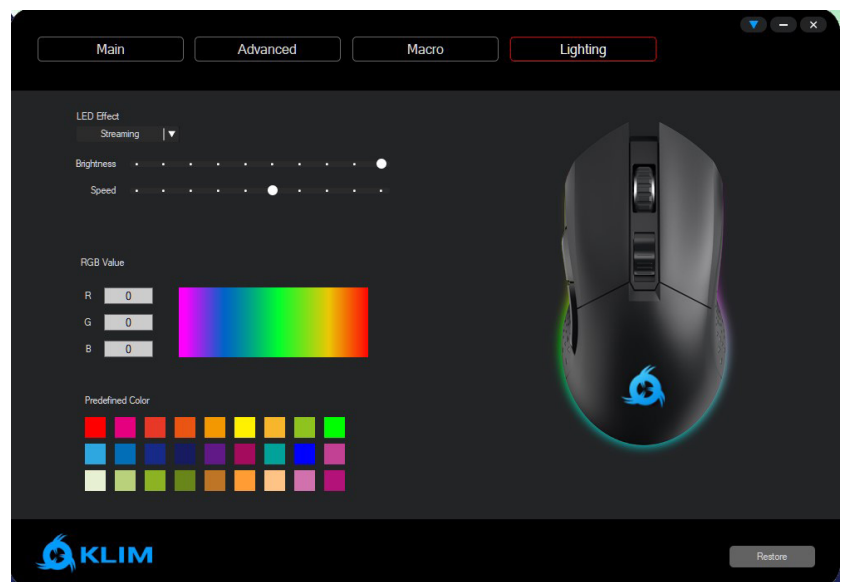 Main
Advanced
Macro
Lighting
LED Effect
Streaming
Brightness
Speed
RGB Value
R 0
G 0
B 0
Predefined Color
KLIM
Restore